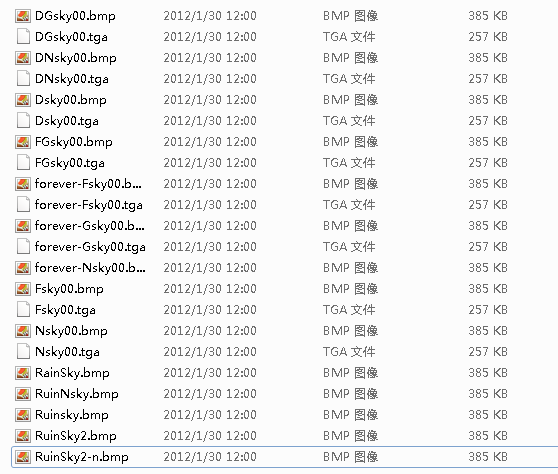 DGsky00.bmp 2012/1/30 12:00 BMP 图像 385 KB
DGsky00.tga 2012/1/30 12:00 TGA 文件 257 KB
DNsky00.bmp 2012/1/30 12:00 BMP 图像 385 KB
DNsky00.tga 2012/1/30 12:00 TGA 文件 257 KB
Dsky00.bmp 2012/1/30 12:00 BMP 图像 385 KB
Dsky00.tga 2012/1/30 12:00 TGA 文件 257 KB
FGsky00.bmp 2012/1/30 12:00 BMP 图像 385 KB
FGsky00.tga 2012/1/30 12:00 TGA 文件 257 KB
forever-Fsky00.b... 2012/1/30 12:00 BMP 图像 385 KB
forever-Fsky00.tga 2012/1/30 12:00 TGA 文件 257 KB
forever-Gsky00.b... 2012/1/30 12:00 BMP 图像 385 KB
forever-Gsky00.tga 2012/1/30 12:00 TGA 文件 257 KB
forever-Nsky00.b... 2012/1/30 12:00 BMP 图像 385 KB
Fsky00.bmp 2012/1/30 12:00 BMP 图像 385 KB
Fsky00.tga 2012/1/30 12:00 TGA 文件 257 KB
Nsky00.bmp 2012/1/30 12:00 BMP 图像 385 KB
Nsky00.tga 2012/1/30 12:00 TGA 文件 257 KB
RainSky.bmp 2012/1/30 12:00 BMP 图像 385 KB
RuinNsky.bmp 2012/1/30 12:00 BMP 图像 385 KB
Ruinsky.bmp 2012/1/30 12:00 BMP 图像 385 KB
RuinSky2.bmp 2012/1/30 12:00 BMP 图像 385 KB
RuinSky2-n.bmp 2012/1/30 12:00 BMP 图像 385 KB